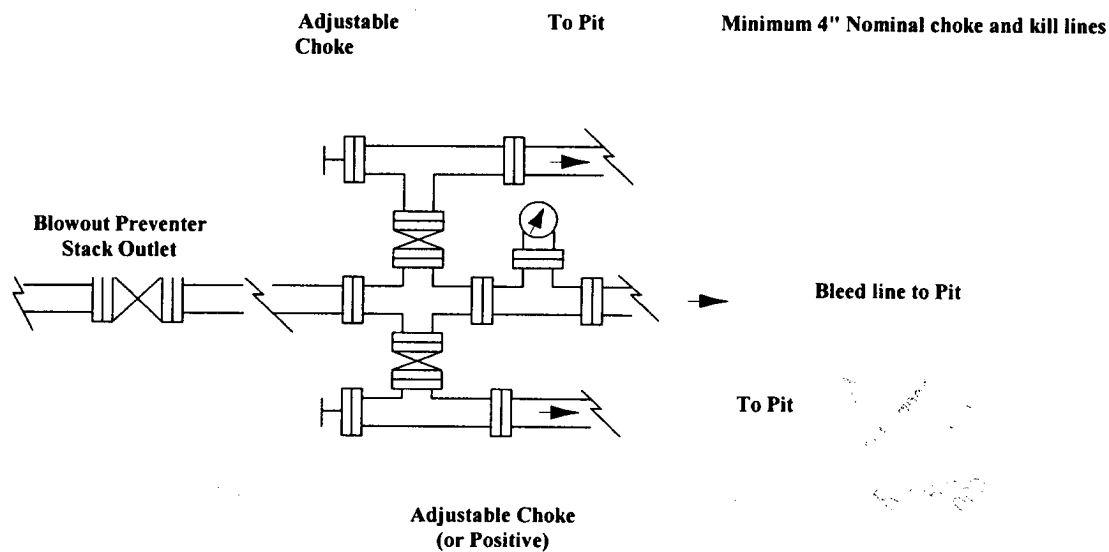 Adjustable
Choke
To Pit
Minimum 4" Nominal choke and kill lines
Blowout Preventer
Stack Outlet
Bleed line to Pit
To Pit
Adjustable Choke
(or Positive)